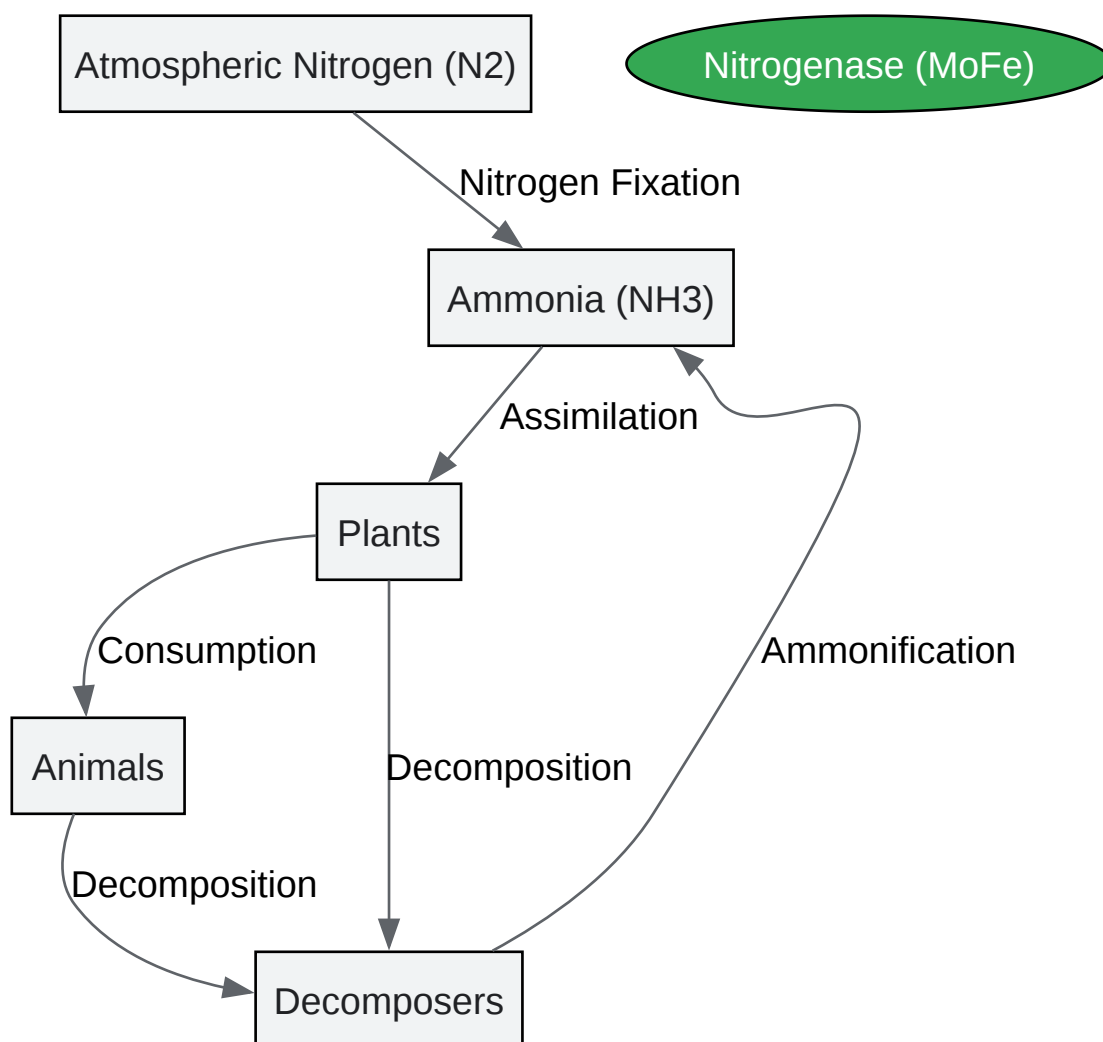 Atmospheric Nitrogen (N2)
Nitrogenase (MoFe)
Nitrogen Fixation
Ammonia (NH3)
Assimilation
Plants
Consumption
Ammonification
Animals
Decomposition
Decomposition
Decomposers